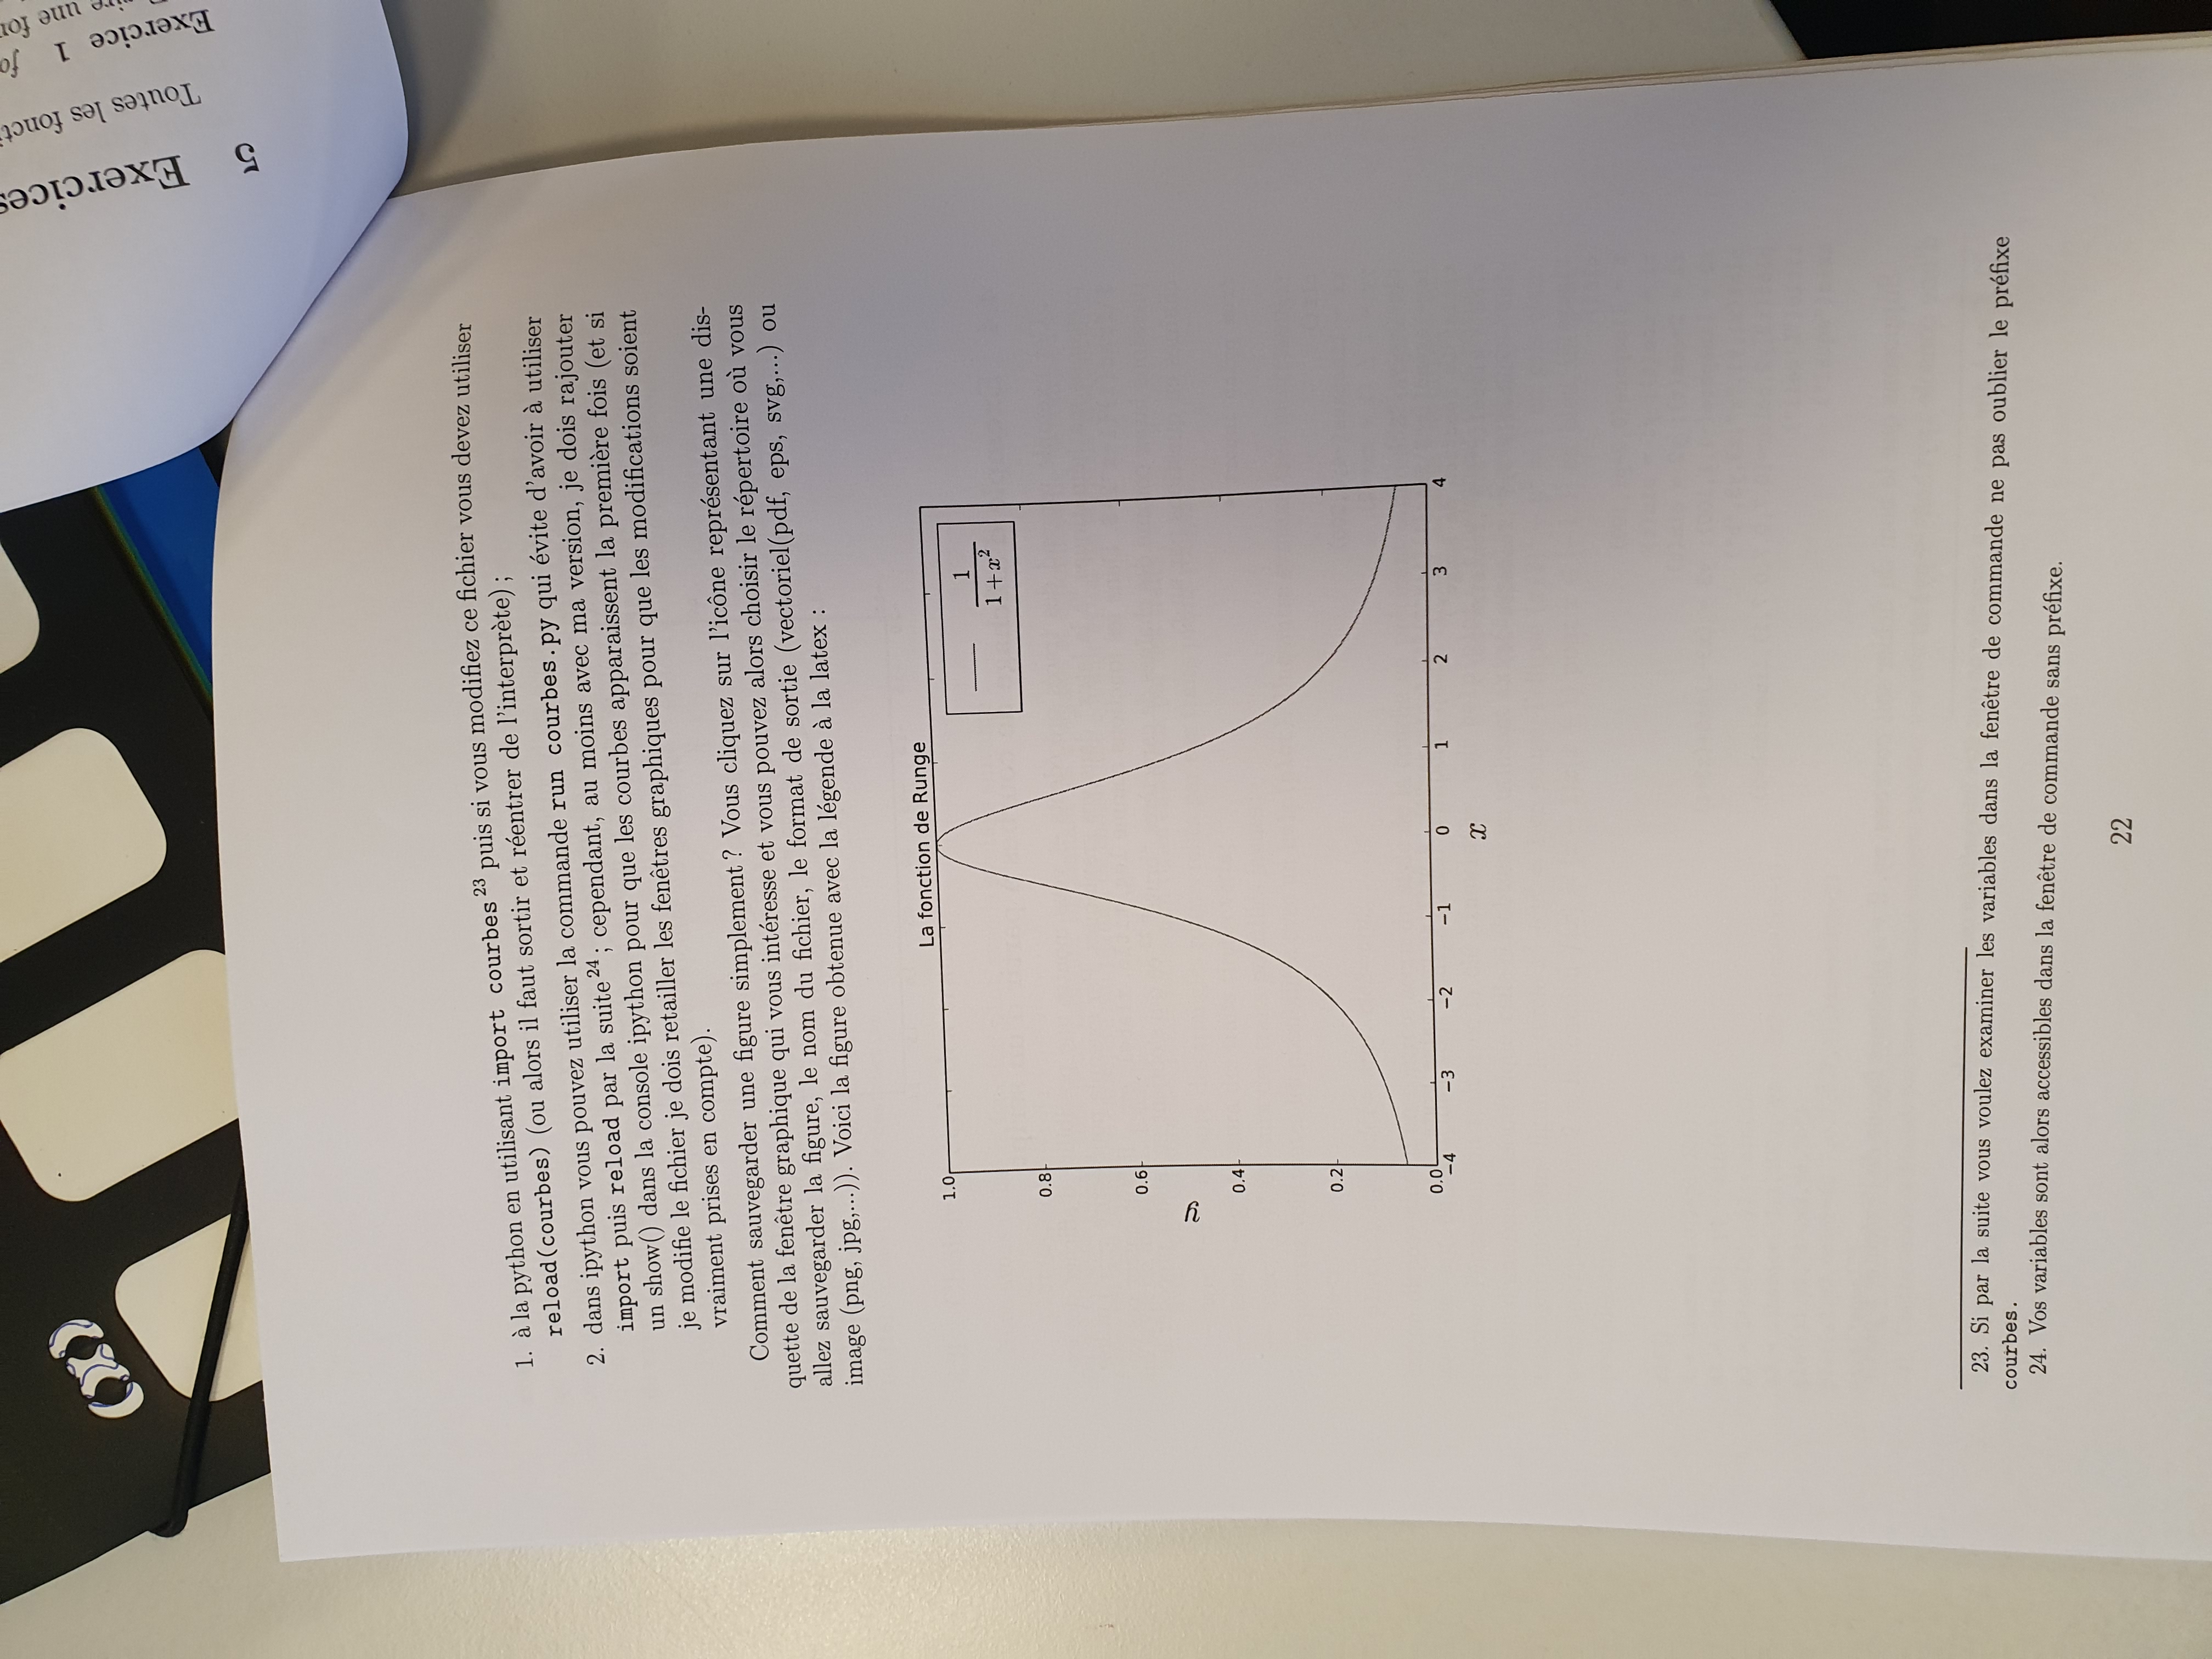 5 Exercices
Toutes les
Exercice 1
une
1. à la python en utilisant import courbes 23 puis si vous modifiez ce fichier vous devez utiliser
reload(courbes) (ou alors il faut sortir et réentrer de l'interprète) ;
2. dans ipython vous pouvez utiliser la commande run courbes.py qui évite d'avoir à utiliser
import puis reload par la suite 24 ; cependant, au moins avec ma version, je dois rajouter
un show() dans la console ipython pour que les courbes apparaissent la première fois (et si
je modifie le fichier je dois retailler les fenêtres graphiques pour que les modifications soient
vraiment prises en compte).
Comment sauvegarder une figure simplement ? Vous cliquez sur l'icône représentant une dis-
quette de la fenêtre graphique qui vous intéresse et vous pouvez alors choisir le répertoire où vous
allez sauvegarder la figure, le nom du fichier, le format de sortie (vectoriel(pdf, eps, svg,...) ou
image (png, jpg,...)). Voici la figure obtenue avec la légende à la latex :
La fonction de Runge
1
1+x²
1.0
0.8
0.6
y
0.4
0.2
0.0
−4 −3 −2 −1 0 1 2 3 4
x
23. Si par la suite vous voulez examiner les variables dans la fenêtre de commande ne pas oublier le préfixe
courbes.
24. Vos variables sont alors accessibles dans la fenêtre de commande sans préfixe.
22